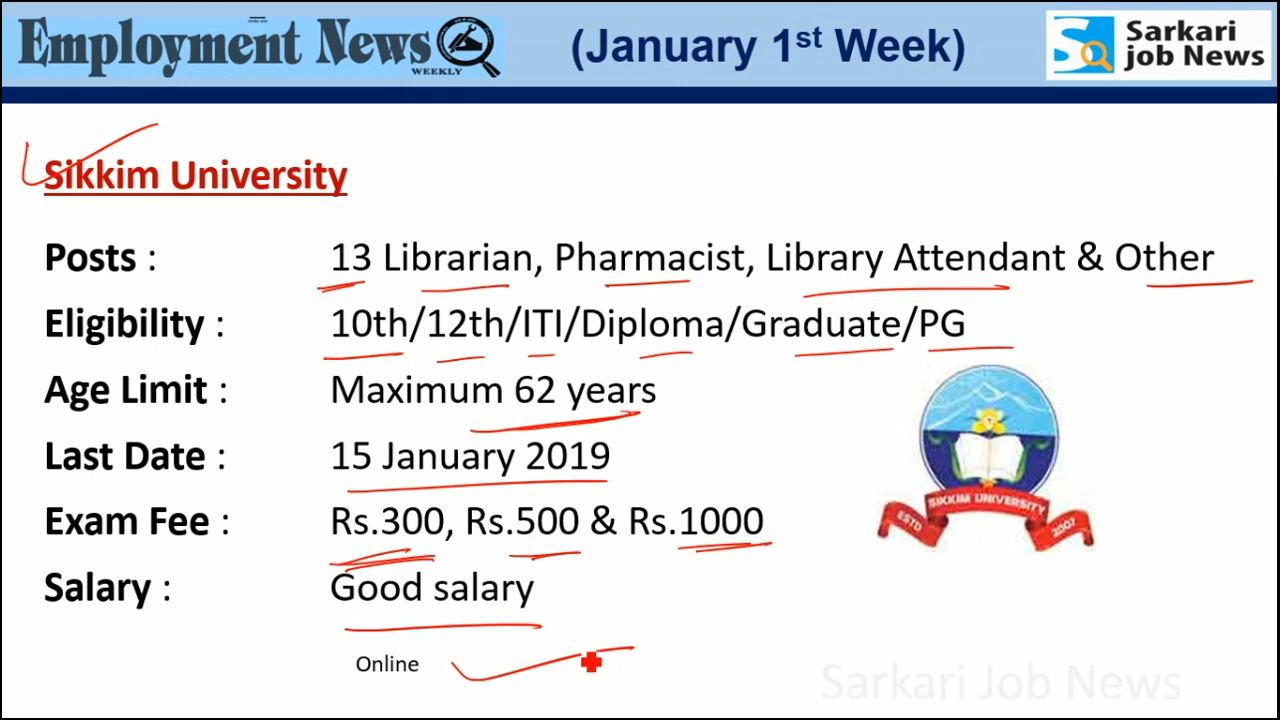 Employment News
WEEKLY
(January 1st Week)
Sarkari
Job News
Sikkim University
Posts : 13 Librarian, Pharmacist, Library Attendant & Other
Eligibility : 10th/12th/ITI/Diploma/Graduate/PG
Age Limit : Maximum 62 years
Last Date : 15 January 2019
Exam Fee : Rs.300, Rs.500 & Rs.1000
Salary : Good salary
Online
SIKKIM UNIVERSITY
ESTD 2007
Sarkari Job News